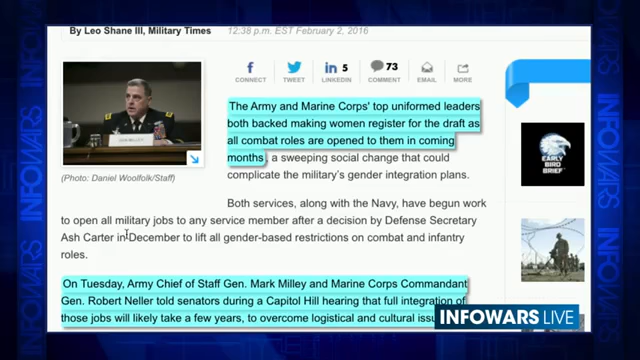 By Leo Shane III, Military Times 12:38 p.m. EST February 2, 2016
CONNECT TWEET 5 LINKEDIN 73 COMMENT EMAIL MORE
The Army and Marine Corps' top uniformed leaders
both backed making women register for the draft as
all combat roles are opened to them in coming
months, a sweeping social change that could
complicate the military's gender integration plans.
(Photo: Daniel Woolfolk/Staff)
Both services, along with the Navy, have begun work
to open all military jobs to any service member after a decision by Defense Secretary
Ash Carter in December to lift all gender-based restrictions on combat and infantry
roles.
On Tuesday, Army Chief of Staff Gen. Mark Milley and Marine Corps Commandant
Gen. Robert Neller told senators during a Capitol Hill hearing that full integration of
those jobs will likely take a few years, to overcome logistical and cultural
EARLY
BIRD
BRIEF
INFOWARS LIVE
INFOWARS
INFOWARS